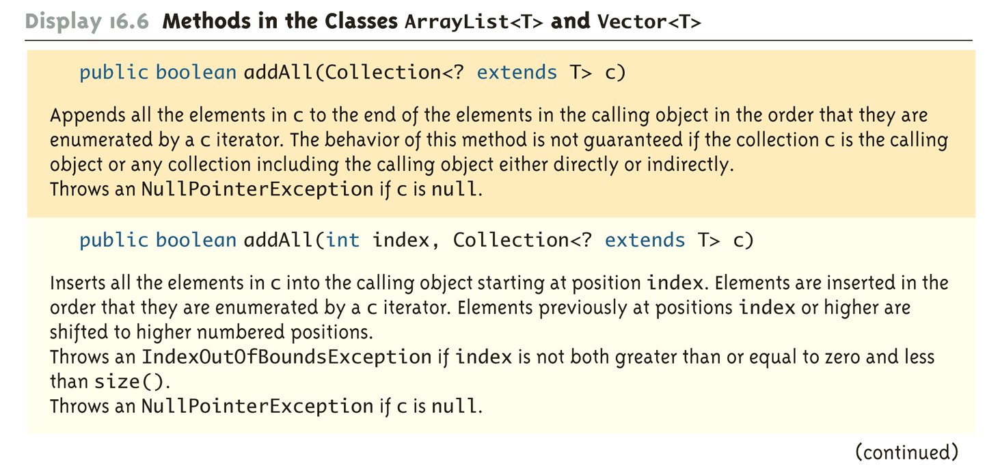 Display 16.6 Methods in the Classes ArrayList<T> and Vector<T>
public boolean addAll(Collection<? extends T> c)
Appends all the elements in c to the end of the elements in the calling object in the order that they are
enumerated by a c iterator. The behavior of this method is not guaranteed if the collection c is the calling
object or any collection including the calling object either directly or indirectly.
Throws an NullPointerException if c is null.
public boolean addAll(int index, Collection<? extends T> c)
Inserts all the elements in c into the calling object starting at position index. Elements are inserted in the
order that they are enumerated by a c iterator. Elements previously at positions index or higher are
shifted to higher numbered positions.
Throws an IndexOutOfBoundsException if index is not both greater than or equal to zero and less
than size().
Throws an NullPointerException if c is null.
(continued)